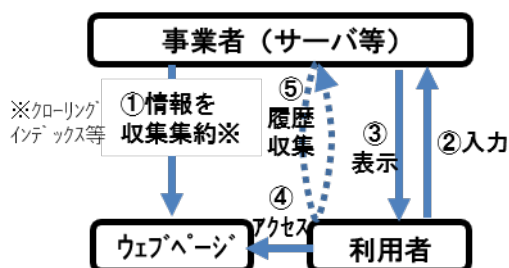 事業者（サーバ等）
※ｸﾛｰﾘﾝｸﾞ
ｲﾝﾃﾞｯｸｽ等
①情報を
収集集約※
⑤
履歴
収集
③
表示
②入力
④
ｱｸｾｽ
ｳｪﾌﾞﾍﾟｰｼﾞ
利用者